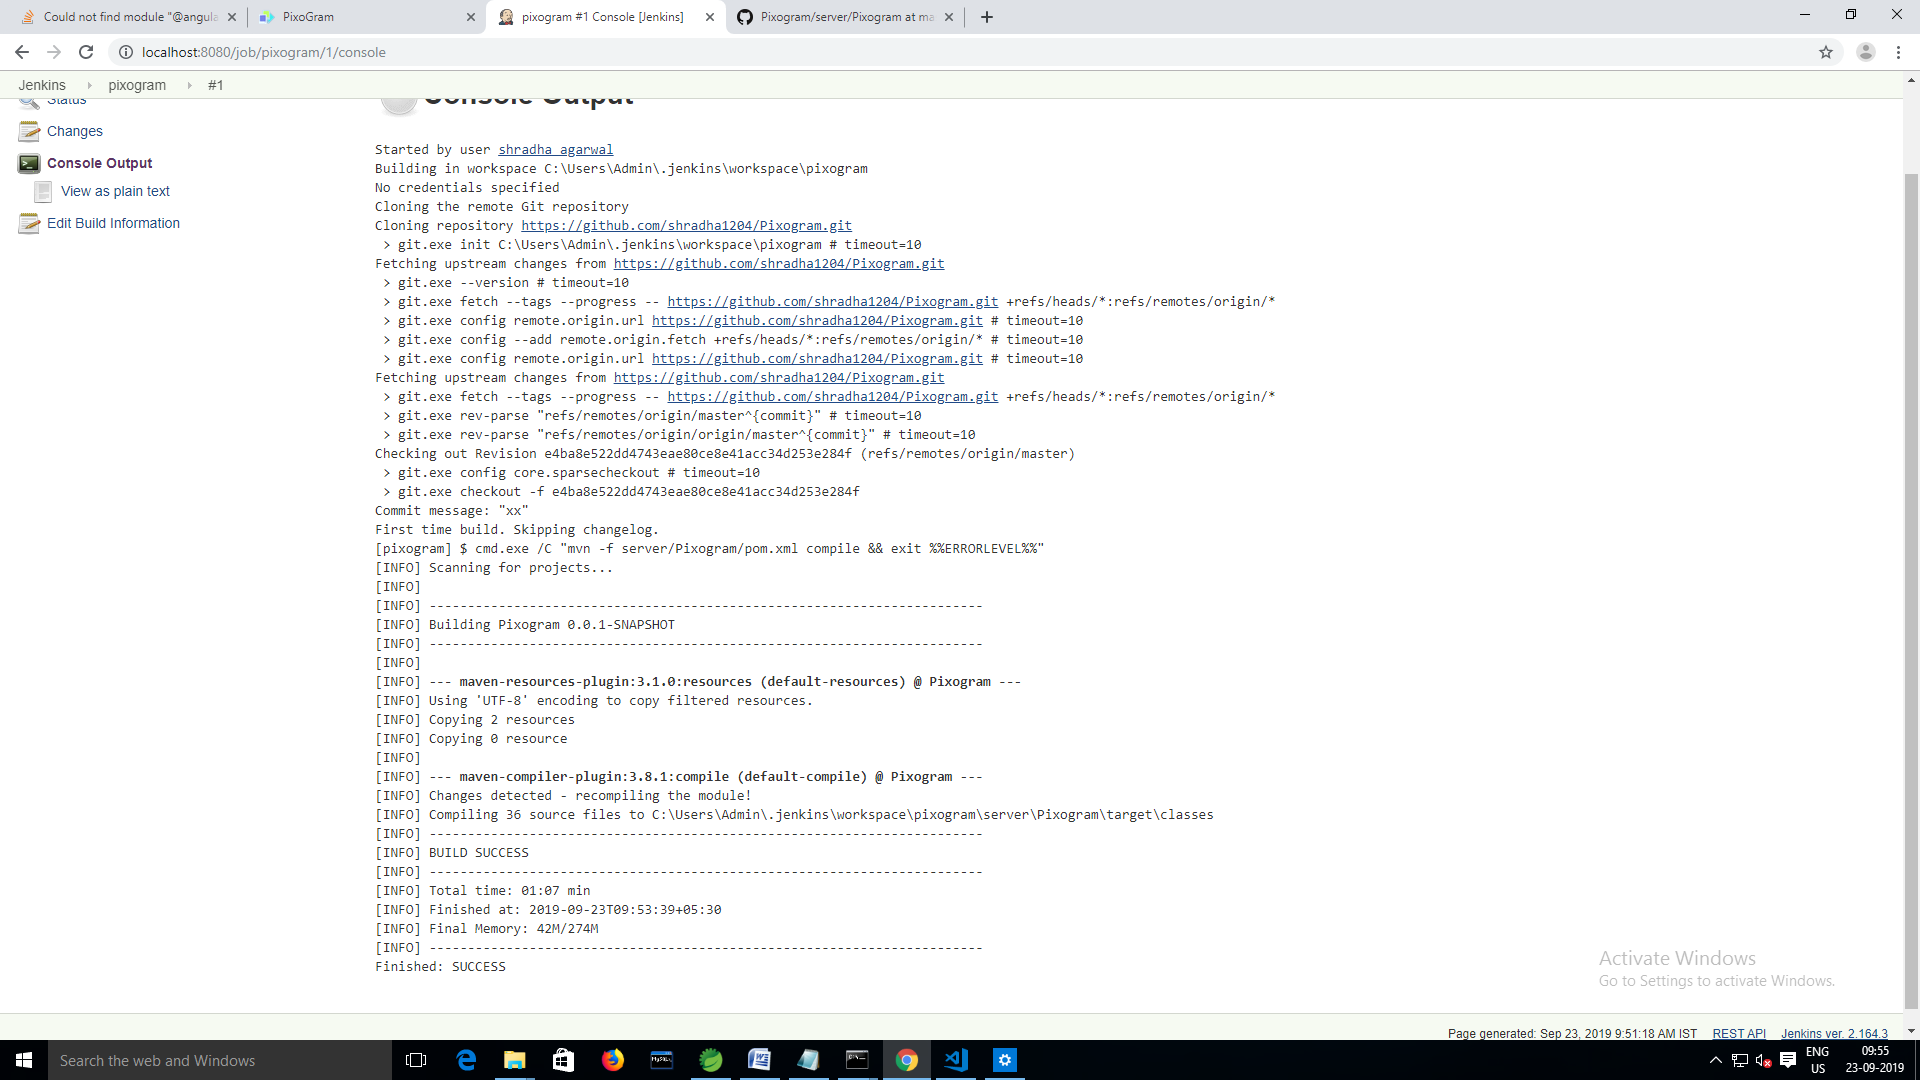 Could not find module "@angula
PixoGram
pixogram #1 Console [Jenkins]
Pixogram/server/Pixogram at ma
localhost:8080/job/pixogram/1/console
Jenkins pixogram #1
Status
Console Output
Changes
Console Output
View as plain text
Edit Build Information
Started by user shradha agarwal
Building in workspace C:\Users\Admin\.jenkins\workspace\pixogram
No credentials specified
Cloning the remote Git repository
Cloning repository https://github.com/shradha1204/Pixogram.git
> git.exe init C:\Users\Admin\.jenkins\workspace\pixogram # timeout=10
Fetching upstream changes from https://github.com/shradha1204/Pixogram.git
> git.exe --version # timeout=10
> git.exe fetch --tags --progress -- https://github.com/shradha1204/Pixogram.git +refs/heads/*:refs/remotes/origin/*
> git.exe config remote.origin.url https://github.com/shradha1204/Pixogram.git # timeout=10
> git.exe config --add remote.origin.fetch +refs/heads/*:refs/remotes/origin/* # timeout=10
> git.exe config remote.origin.url https://github.com/shradha1204/Pixogram.git # timeout=10
Fetching upstream changes from https://github.com/shradha1204/Pixogram.git
> git.exe fetch --tags --progress -- https://github.com/shradha1204/Pixogram.git +refs/heads/*:refs/remotes/origin/*
> git.exe rev-parse "refs/remotes/origin/master^{commit}" # timeout=10
> git.exe rev-parse "refs/remotes/origin/origin/master^{commit}" # timeout=10
Checking out Revision e4ba8e522dd4743eae80ce8e41acc34d253e284f (refs/remotes/origin/master)
> git.exe config core.sparsecheckout # timeout=10
> git.exe checkout -f e4ba8e522dd4743eae80ce8e41acc34d253e284f
Commit message: "xx"
First time build. Skipping changelog.
[pixogram] $ cmd.exe /C "mvn -f server/Pixogram/pom.xml compile && exit %%ERRORLEVEL%%"
[INFO] Scanning for projects...
[INFO]
[INFO] ------------------------------------------------------------------------
[INFO] Building Pixogram 0.0.1-SNAPSHOT
[INFO] ------------------------------------------------------------------------
[INFO]
[INFO] --- maven-resources-plugin:3.1.0:resources (default-resources) @ Pixogram ---
[INFO] Using 'UTF-8' encoding to copy filtered resources.
[INFO] Copying 2 resources
[INFO] Copying 0 resource
[INFO]
[INFO] --- maven-compiler-plugin:3.8.1:compile (default-compile) @ Pixogram ---
[INFO] Changes detected - recompiling the module!
[INFO] Compiling 36 source files to C:\Users\Admin\.jenkins\workspace\pixogram\server\Pixogram\target\classes
[INFO] ------------------------------------------------------------------------
[INFO] BUILD SUCCESS
[INFO] ------------------------------------------------------------------------
[INFO] Total time: 01:07 min
[INFO] Finished at: 2019-09-23T09:53:39+05:30
[INFO] Final Memory: 42M/274M
[INFO] ------------------------------------------------------------------------
Finished: SUCCESS
Activate Windows
Go to Settings to activate Windows.
Page generated: Sep 23, 2019 9:51:18 AM IST REST API Jenkins ver. 2.164.3
Search the web and Windows
MySQL
ENG
US
09:55
23-09-2019